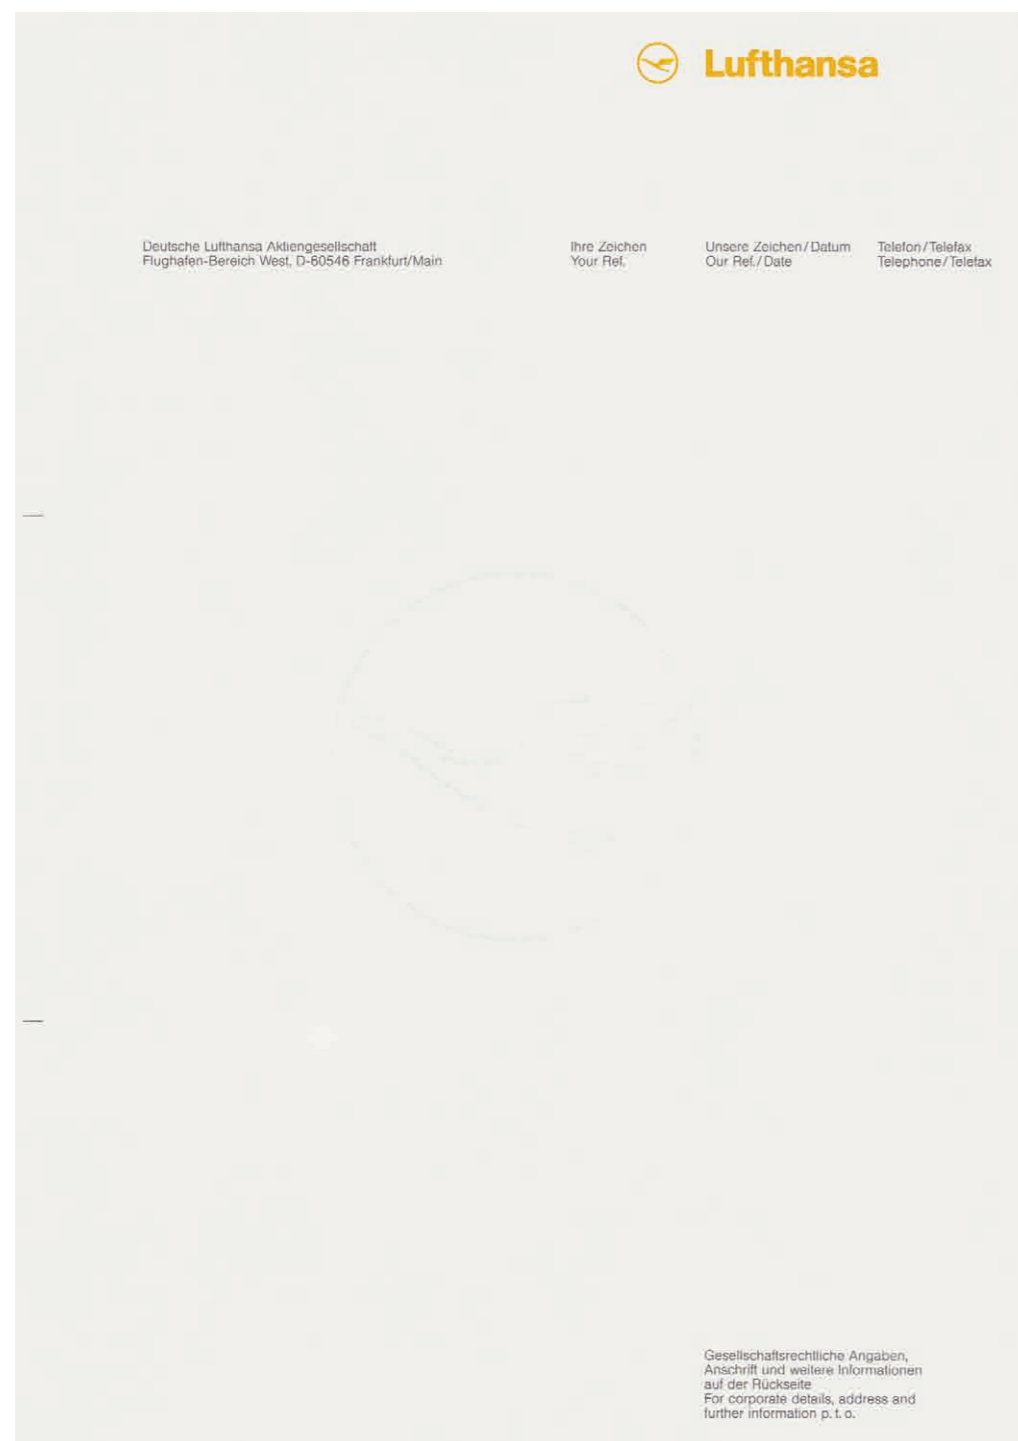 Lufthansa
Deutsche Lufthansa Aktiengesellschaft
Flughafen-Bereich West, D-60546 Frankfurt/Main
Ihre Zeichen
Your Ref.
Unsere Zeichen/Datum
Our Ref./Date
Telefon/Telefax
Telephone/Telefax
Gesellschaftsrechtliche Angaben,
Anschrift und weitere Informationen
auf der Rückseite
For corporate details, address and
further information p. t. o.